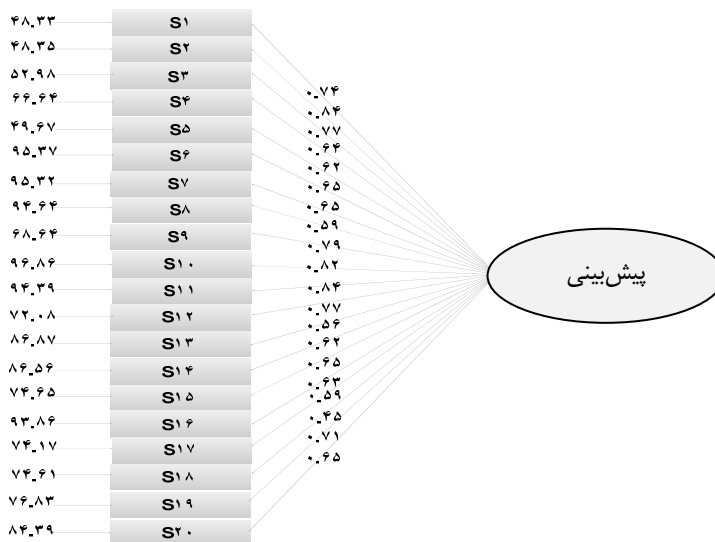 ۴۸.۳۳ S۱
۴۸.۳۵ S۲
۵۲.۹۸ S۳
۶۶.۶۴ S۴
۴۹.۶۷ S۵
۹۵.۳۷ S۶
۹۵.۳۲ S۷
۹۴.۶۴ S۸
۶۸.۶۴ S۹
۹۶.۸۶ S۱۰
۹۴.۳۹ S۱۱
۷۲.۰۸ S۱۲
۸۶.۸۷ S۱۳
۸۶.۵۶ S۱۴
۷۴.۶۵ S۱۵
۹۳.۸۶ S۱۶
۷۴.۱۷ S۱۷
۷۴.۶۱ S۱۸
۷۶.۸۳ S۱۹
۸۴.۳۹ S۲۰
۰.۷۴
۰.۸۴
۰.۷۷
۰.۶۴
۰.۶۲
۰.۶۵
۰.۶۵
۰.۵۹
۰.۷۹
۰.۸۲
۰.۸۴
۰.۷۷
۰.۵۶
۰.۶۲
۰.۶۵
۰.۶۳
۰.۵۹
۰.۴۵
۰.۷۱
۰.۶۵
پیش‌بینی